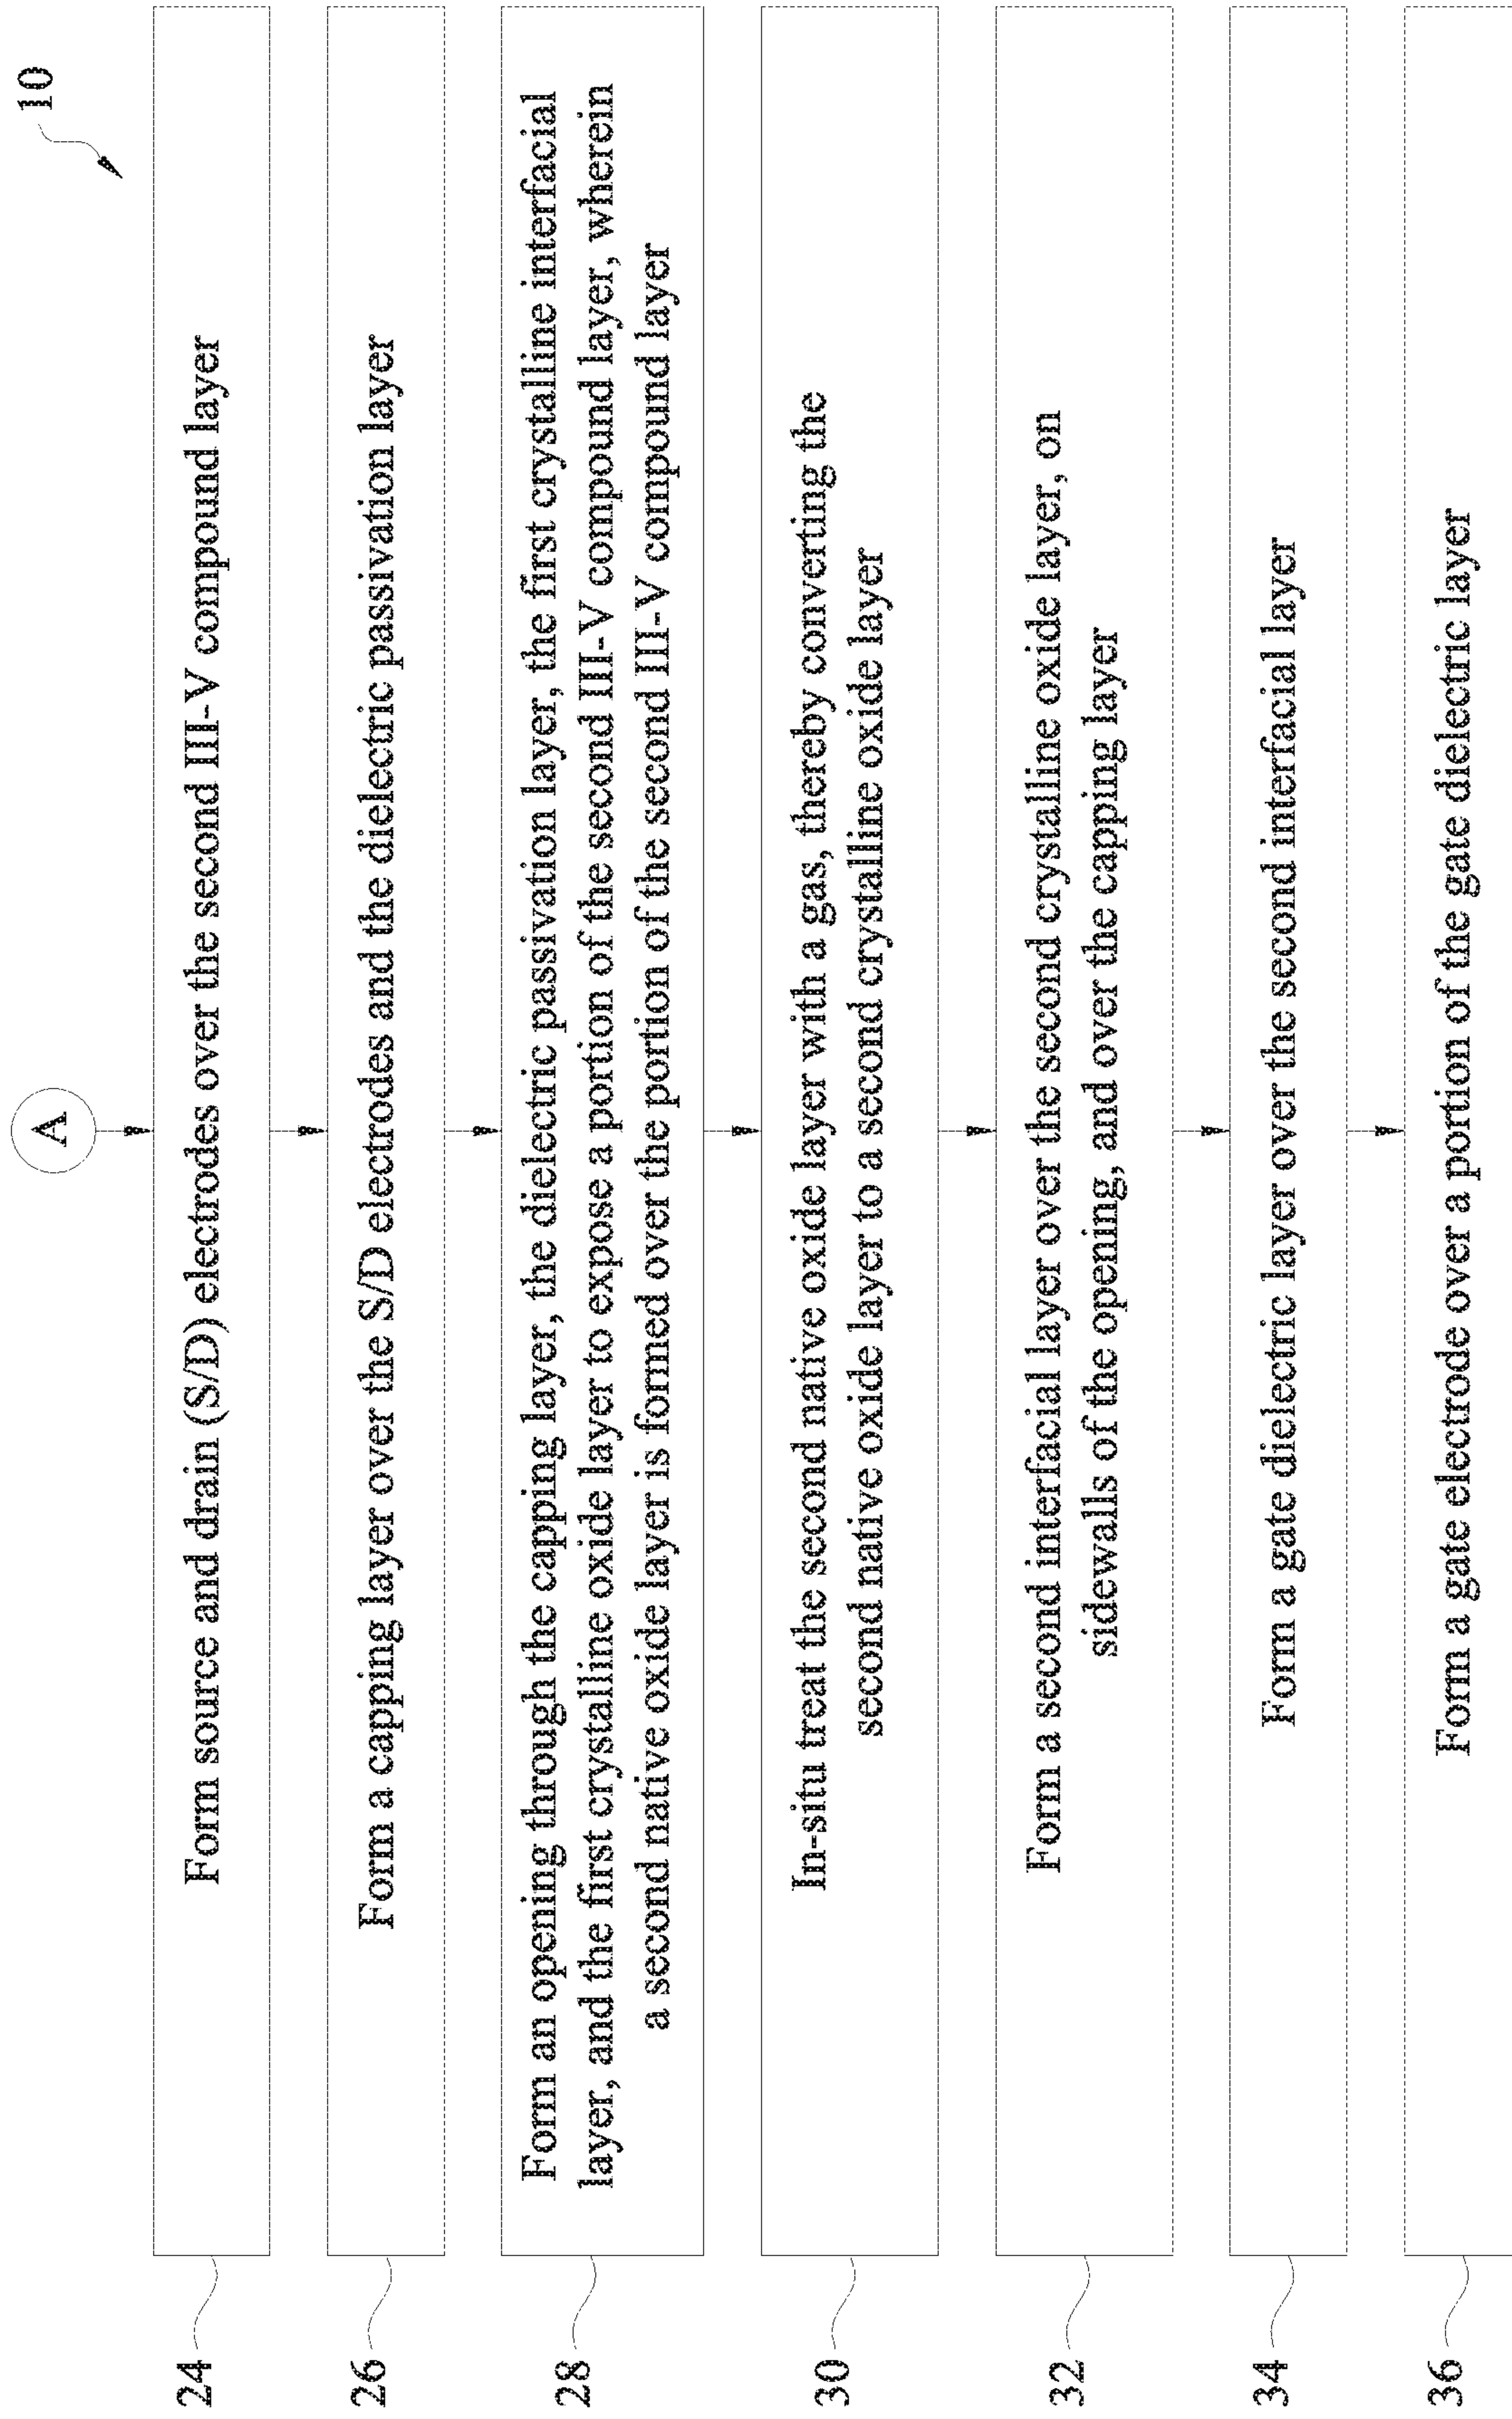 10
A
24
Form source and drain (S/D) electrodes over the second III-V compound layer
26
Form a capping layer over the S/D electrodes and the dielectric passivation layer
28
Form an opening through the capping layer, the dielectric passivation layer, the first crystalline interfacial
layer, and the first crystalline oxide layer to expose a portion of the second III-V compound layer, wherein
a second native oxide layer is formed over the portion of the second III-V compound layer
30
In-situ treat the second native oxide layer with a gas, thereby converting the
second native oxide layer to a second crystalline oxide layer
32
Form a second interfacial layer over the second crystalline oxide layer, on
sidewalls of the opening, and over the capping layer
34
Form a gate dielectric layer over the second interfacial layer
36
Form a gate electrode over a portion of the gate dielectric layer